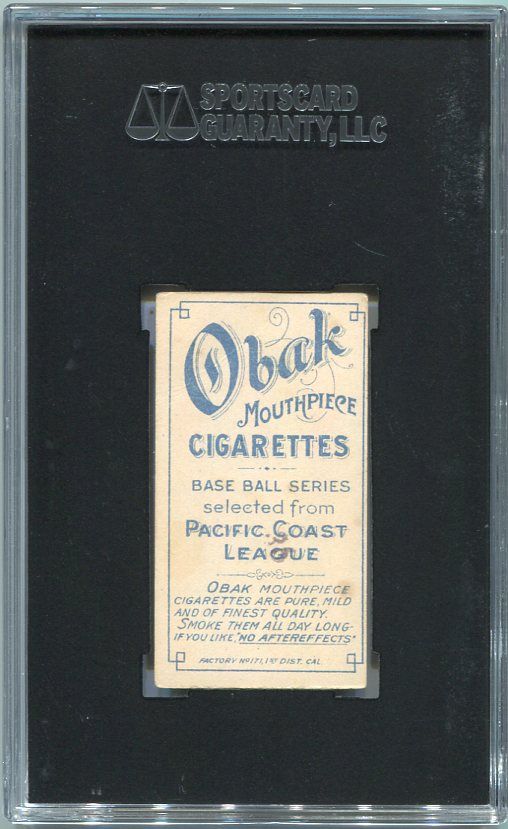 SPORTSCARD
GUARANTY, LLC
Obak
MOUTHPIECE
CIGARETTES
BASE BALL SERIES
selected from
PACIFIC COAST
LEAGUE
OBAK MOUTHPIECE
CIGARETTES ARE PURE, MILD
AND OF FINEST QUALITY.
SMOKE THEM ALL DAY LONG-
IF YOU LIKE, "NO AFTEREFFECTS"
FACTORY No 171, 1ST DIST. CAL.